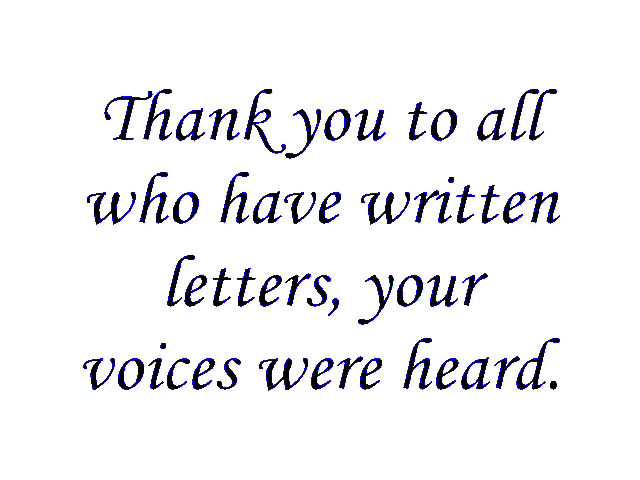 Thank you to all
who have written
letters, your
voices were heard.